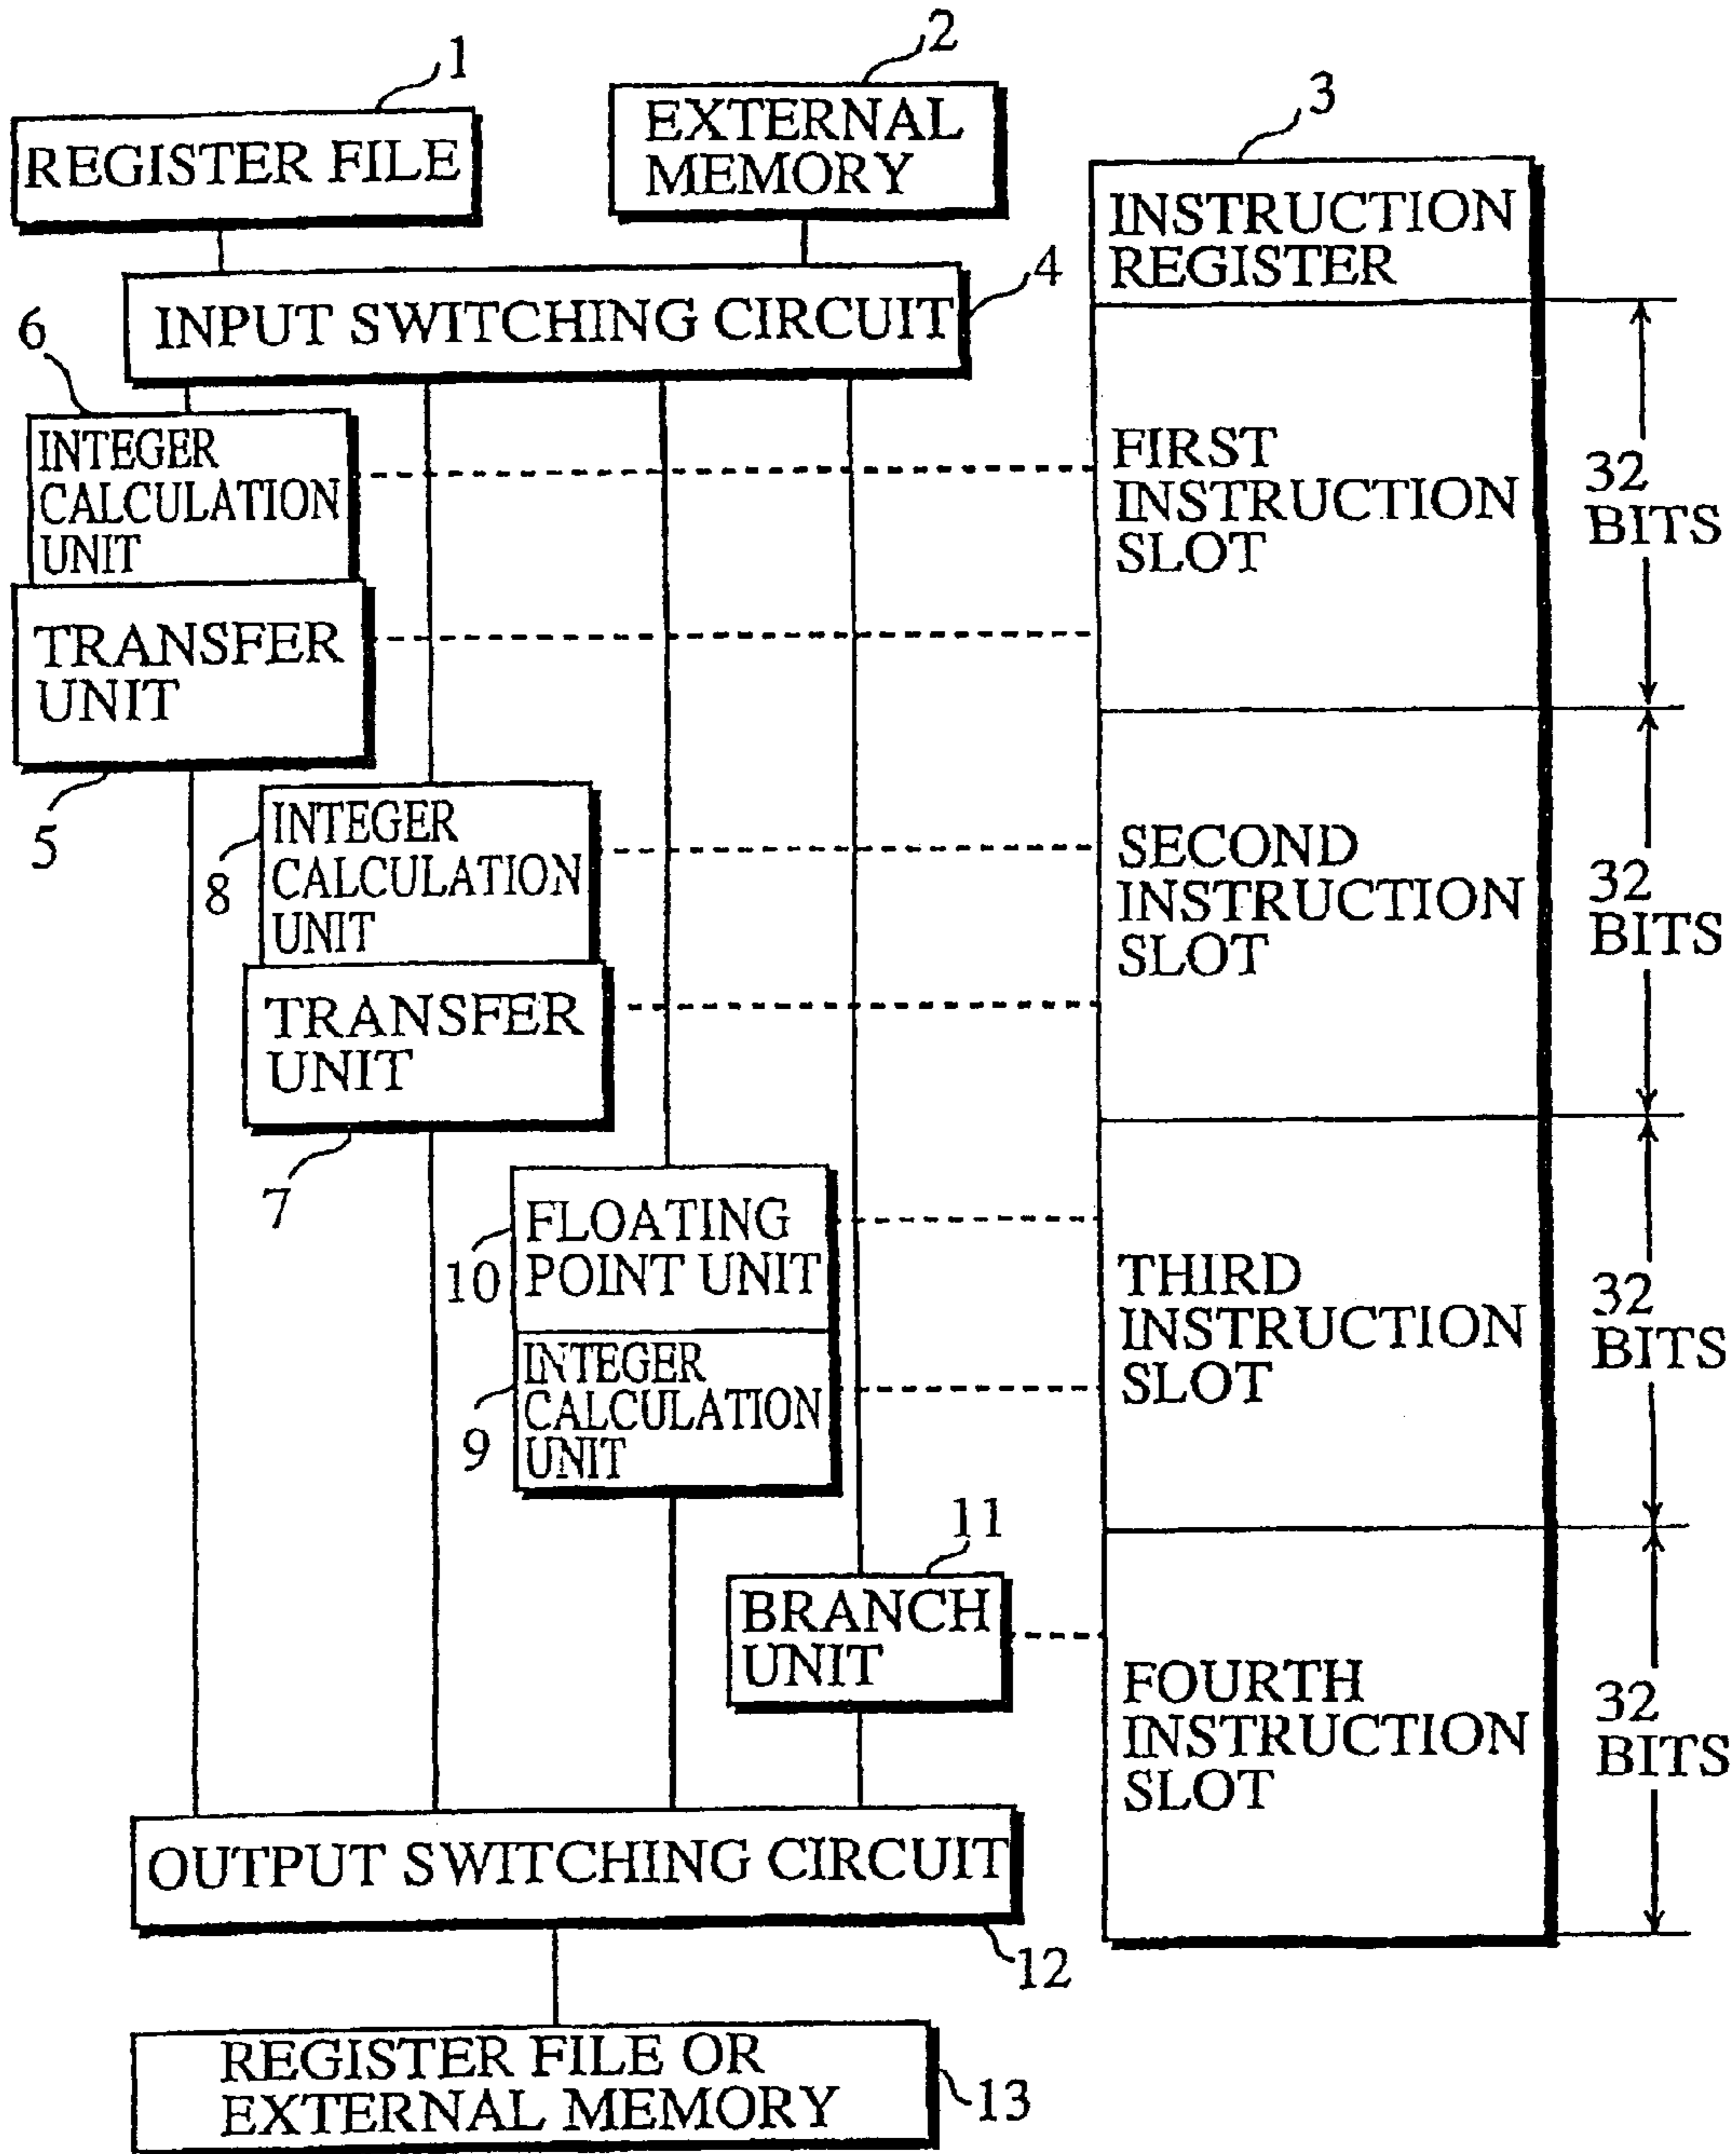 1
2
3
REGISTER FILE
EXTERNAL
MEMORY
INSTRUCTION
REGISTER
4
INPUT SWITCHING CIRCUIT
6
INTEGER
CALCULATION
UNIT
FIRST
INSTRUCTION
SLOT
32
BITS
TRANSFER
UNIT
5
8
INTEGER
CALCULATION
UNIT
SECOND
INSTRUCTION
SLOT
32
BITS
TRANSFER
UNIT
7
10
FLOATING
POINT UNIT
THIRD
INSTRUCTION
SLOT
32
BITS
9
INTEGER
CALCULATION
UNIT
11
BRANCH
UNIT
FOURTH
INSTRUCTION
SLOT
32
BITS
OUTPUT SWITCHING CIRCUIT
12
REGISTER FILE OR
EXTERNAL MEMORY
13